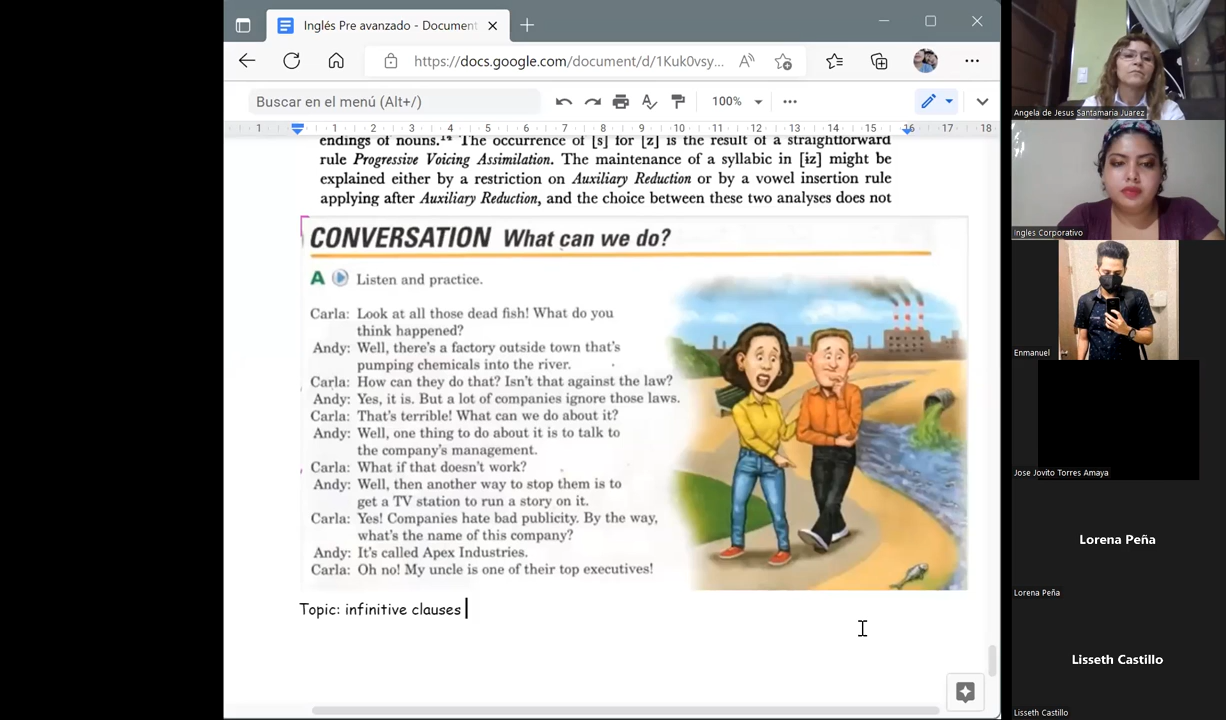 Inglés Pre avanzado - Document
https://docs.google.com/document/d/1Kuk0vsy...
Buscar en el menú (Alt+/)
100%
1 1 2 3 4 5 6 7 8 9 10 11 12 13 14 15 16 17 18
endings of nouns.¹⁴ The occurrence of [s] for [z] is the result of a straightforward
rule Progressive Voicing Assimilation. The maintenance of a syllabic in [ɨz] might be
explained either by a restriction on Auxiliary Reduction or by a vowel insertion rule
applying after Auxiliary Reduction, and the choice between these two analyses does not
CONVERSATION What can we do?
A Listen and practice.
Carla: Look at all those dead fish! What do you
think happened?
Andy: Well, there's a factory outside town that's
pumping chemicals into the river.
Carla: How can they do that? Isn't that against the law?
Andy: Yes, it is. But a lot of companies ignore those laws.
Carla: That's terrible! What can we do about it?
Andy: Well, one thing to do about it is to talk to
the company's management.
Carla: What if that doesn't work?
Andy: Well, then another way to stop them is to
get a TV station to run a story on it.
Carla: Yes! Companies hate bad publicity. By the way,
what's the name of this company?
Andy: It's called Apex Industries.
Carla: Oh no! My uncle is one of their top executives!
Topic: infinitive clauses
Angela de Jesus Santamaria Juarez
Ingles Corporativo
Enmanuel
Jose Jovito Torres Amaya
Lorena Peña
Lorena Peña
Lisseth Castillo
Lisseth Castillo